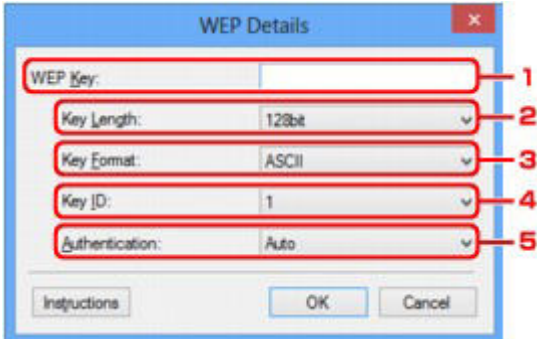 WEP Details
WEP Key: 1
Key Length: 128bit 2
Key Format: ASCII 3
Key ID: 1 4
Authentication: Auto 5
Instructions OK Cancel